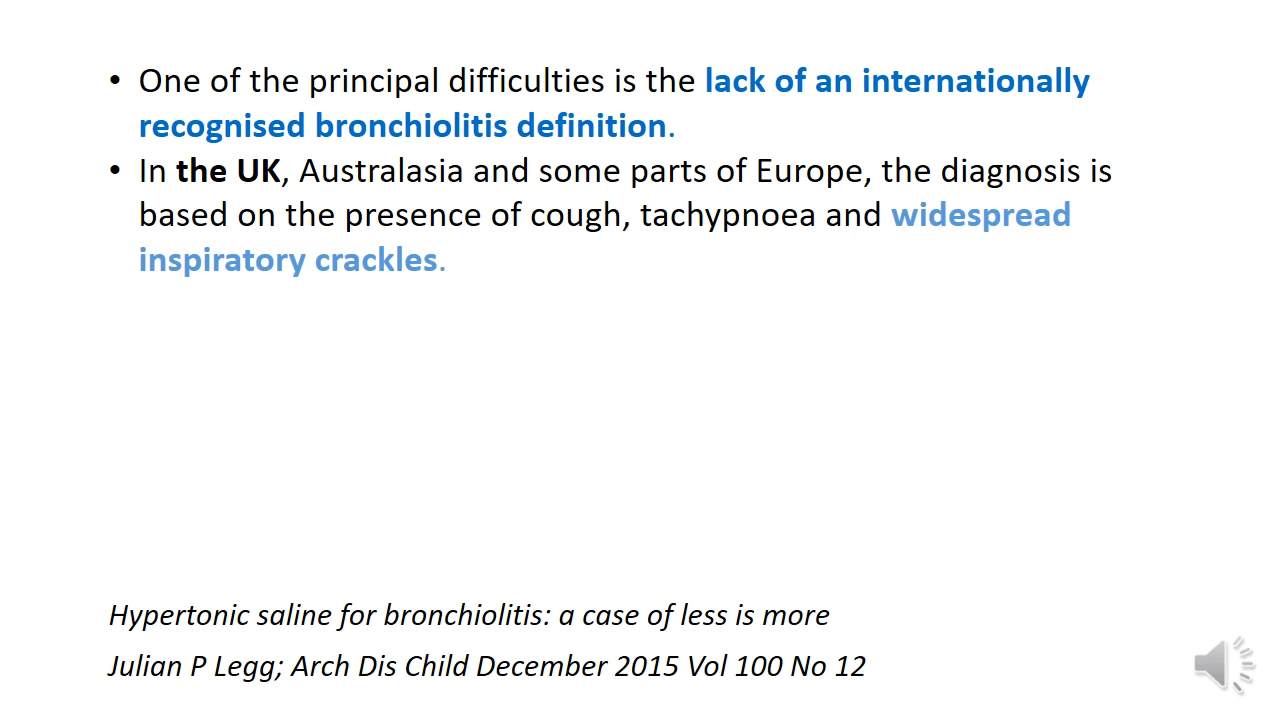 • One of the principal difficulties is the lack of an internationally
recognised bronchiolitis definition.
• In the UK, Australasia and some parts of Europe, the diagnosis is
based on the presence of cough, tachypnoea and widespread
inspiratory crackles.
Hypertonic saline for bronchiolitis: a case of less is more
Julian P Legg; Arch Dis Child December 2015 Vol 100 No 12